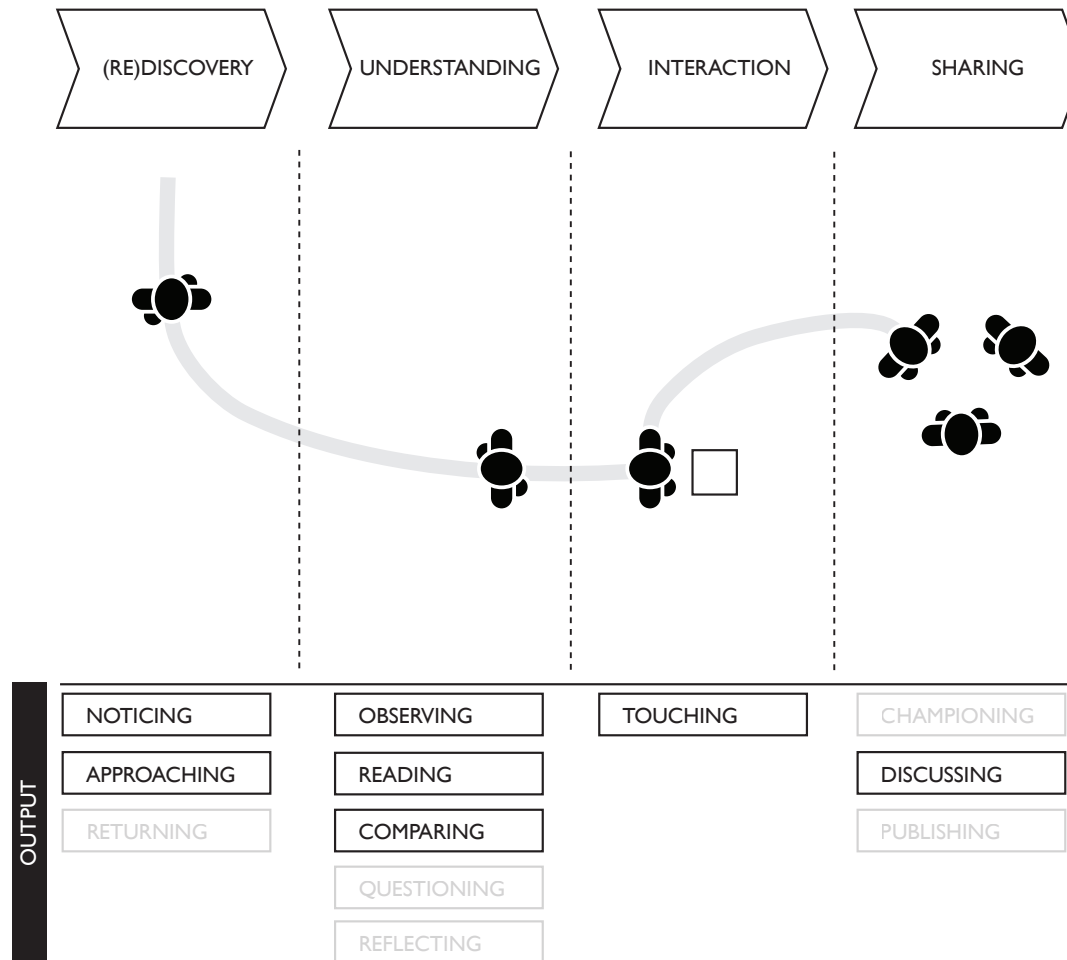 (RE)DISCOVERY
UNDERSTANDING
INTERACTION
SHARING
OUTPUT
NOTICING
APPROACHING
RETURNING
OBSERVING
READING
COMPARING
QUESTIONING
REFLECTING
TOUCHING
CHAMPIONING
DISCUSSING
PUBLISHING